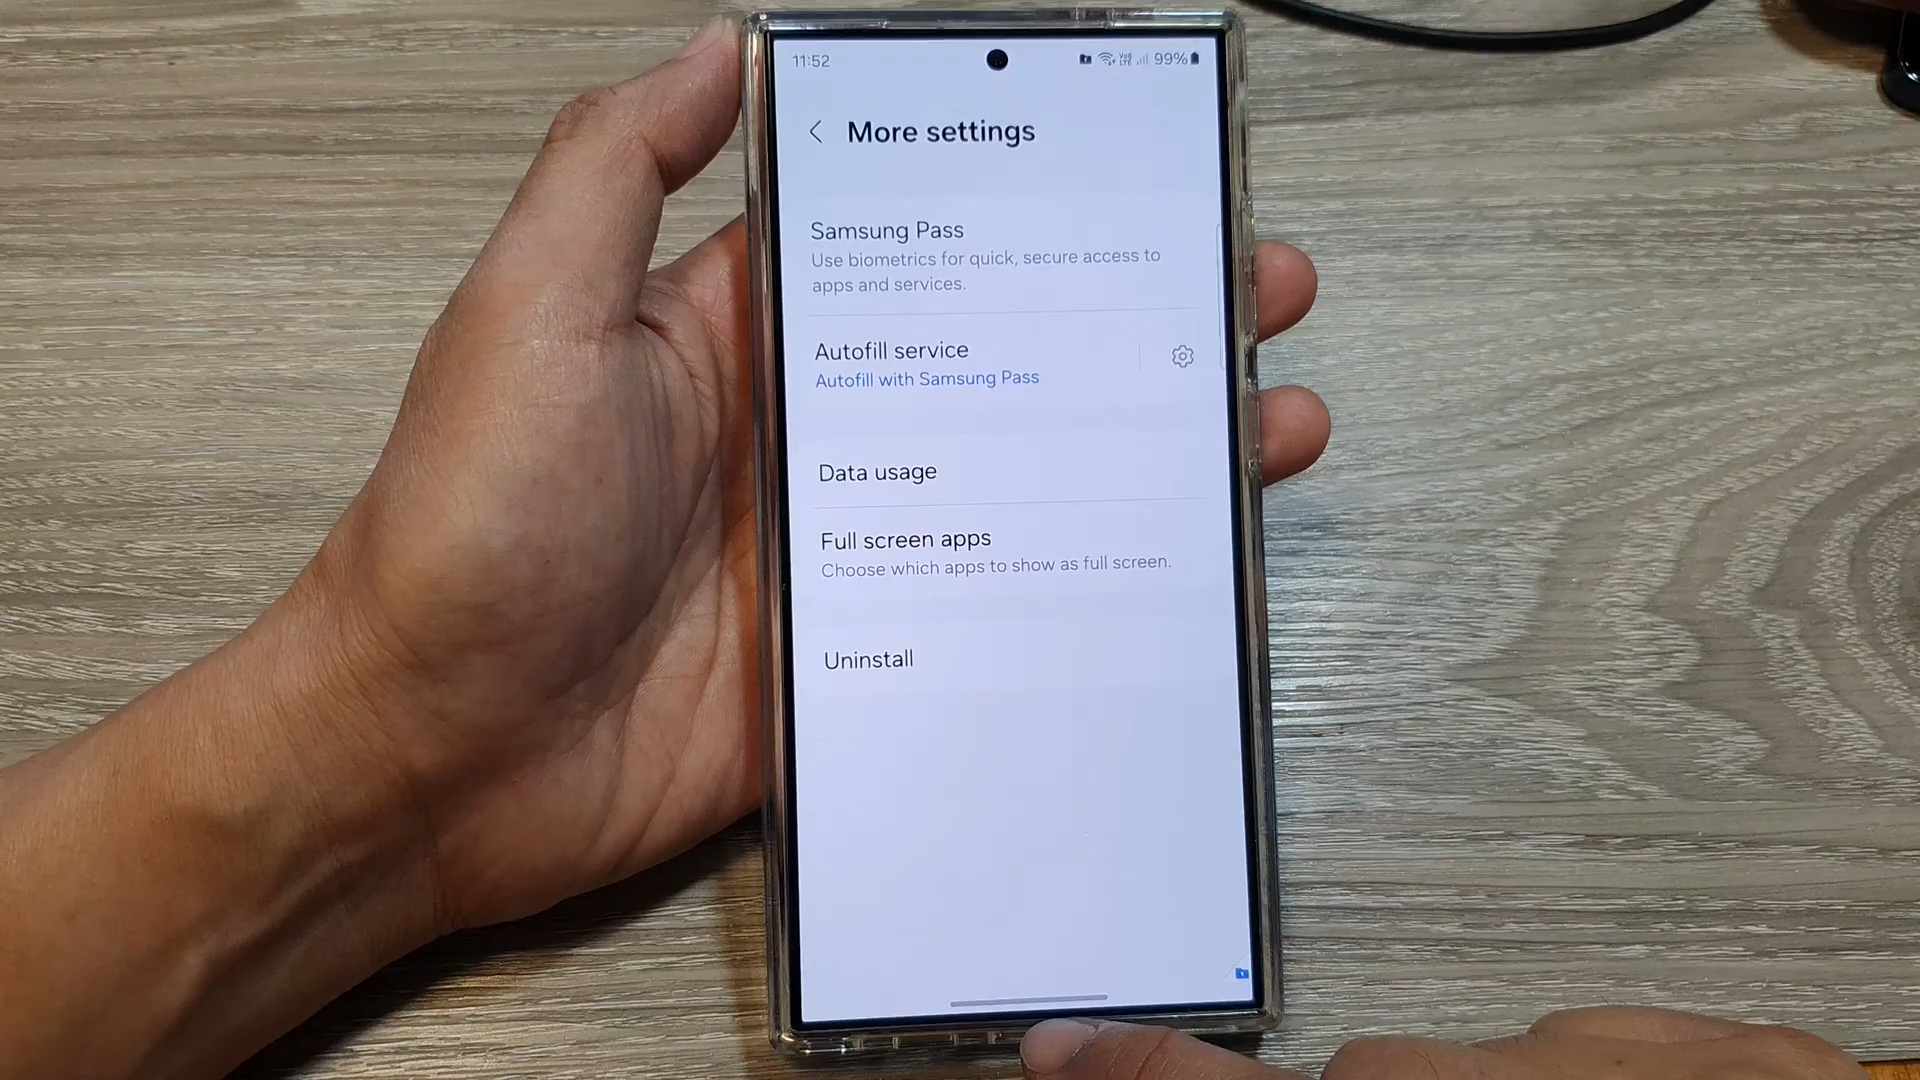 11:52
99%
More settings
Samsung Pass
Use biometrics for quick, secure access to
apps and services.
Autofill service
Autofill with Samsung Pass
Data usage
Full screen apps
Choose which apps to show as full screen.
Uninstall